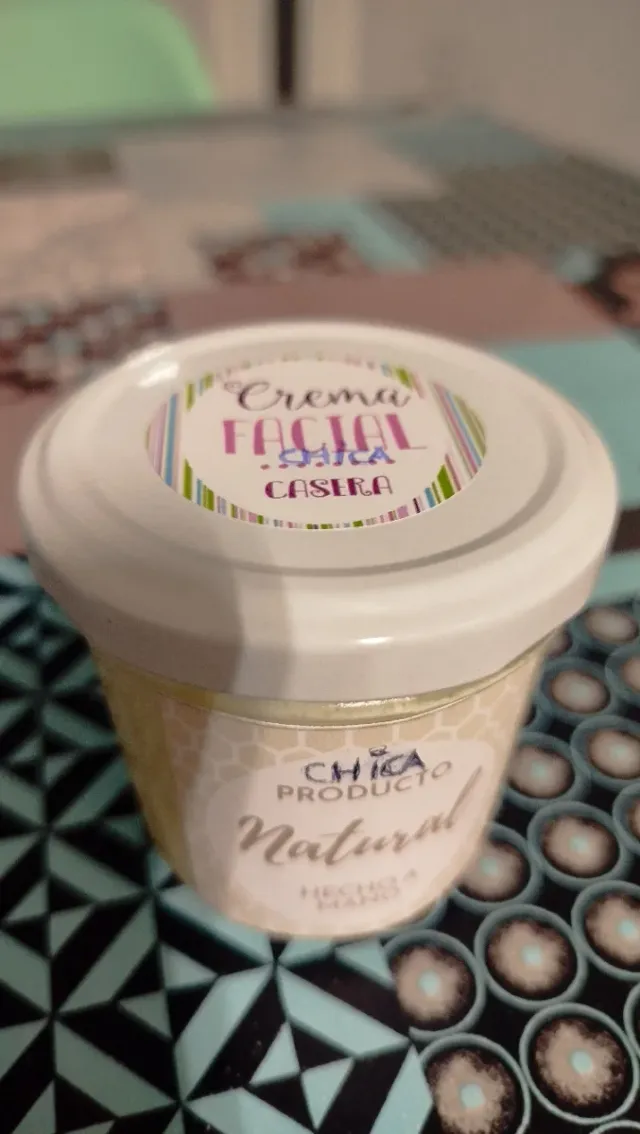 Crema
FACIAL
CHICA
CASERA
CHICA
PRODUCTO
Natural
HECHO A
MANO